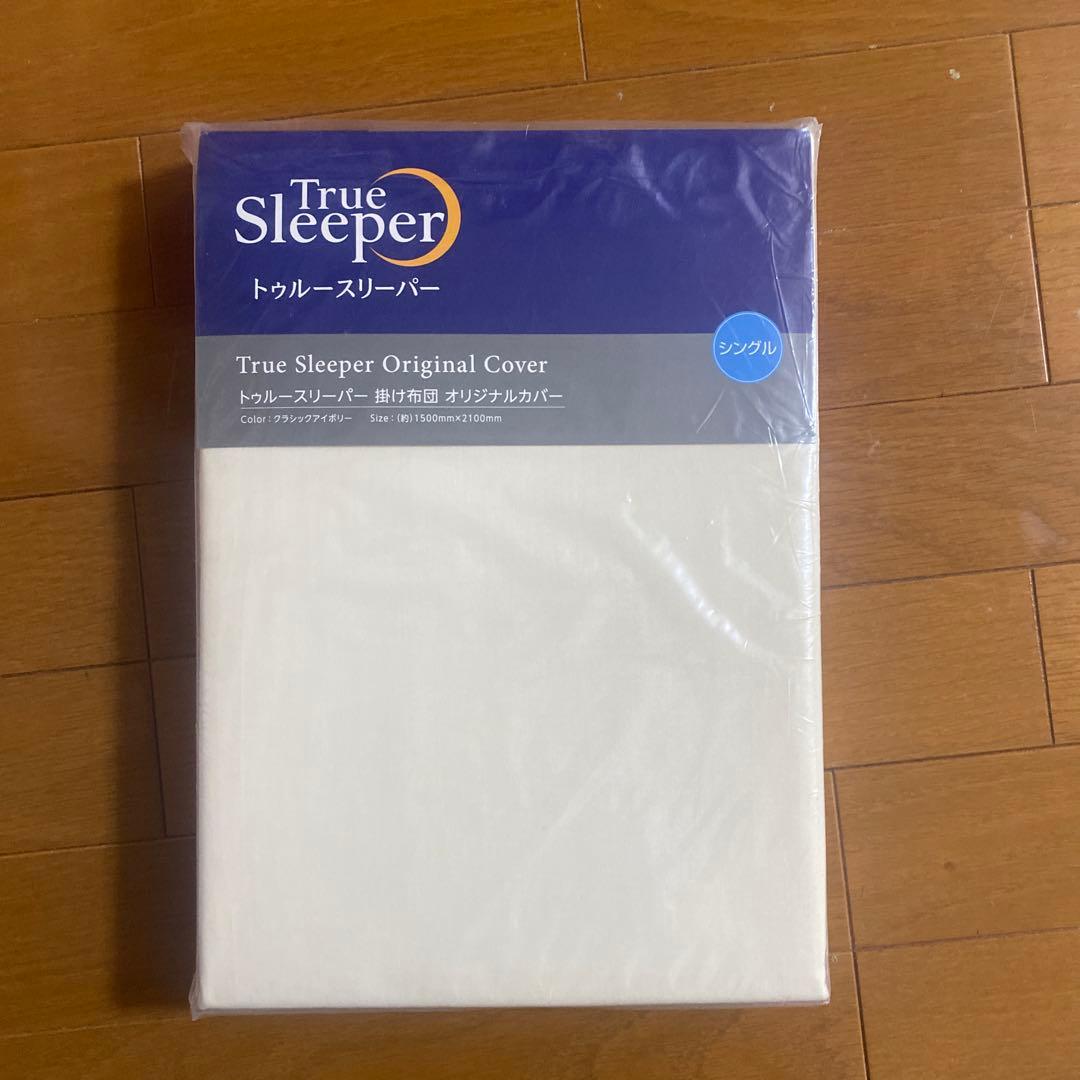 True
Sleeper
トゥルースリーパー
シングル
True Sleeper Original Cover
トゥルースリーパー 掛け布団 オリジナルカバー
Color：クラシックアイボリー Size：(約)1500mm×2100mm